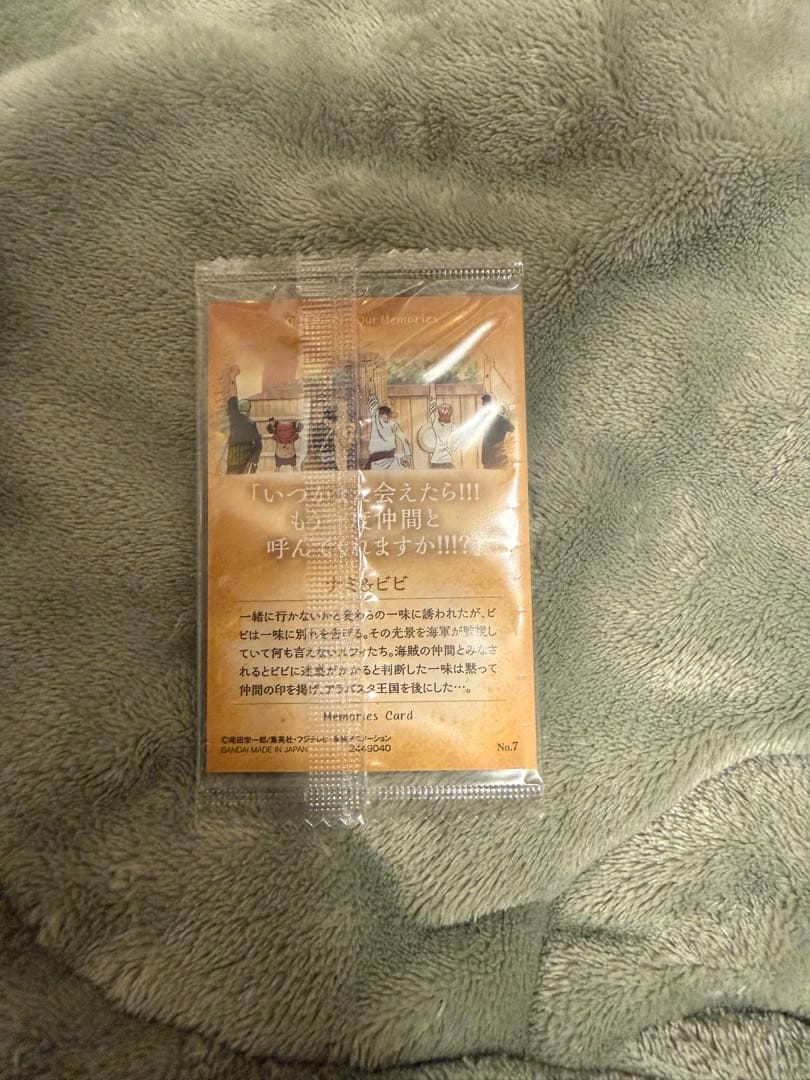 Our Memories
「いつかまた会えたら!!!
もう一度仲間と
呼んでくれますか!!!?」
ナミ&ビビ
一緒に行かないかと麦わらの一味に誘われたが、ビ
ビは一味に別れを告げる。その光景を海軍が監視し
ていて何も言えないルフィたち。海賊の仲間とみなさ
れるとビビに迷惑がかかると判断した一味は黙って
仲間の印を掲げ、アラバスタ王国を後にした…。
Memories Card
©尾田栄一郎/集英社・フジテレビ・東映アニメーション
BANDAI MADE IN JAPAN 2449040
No.7